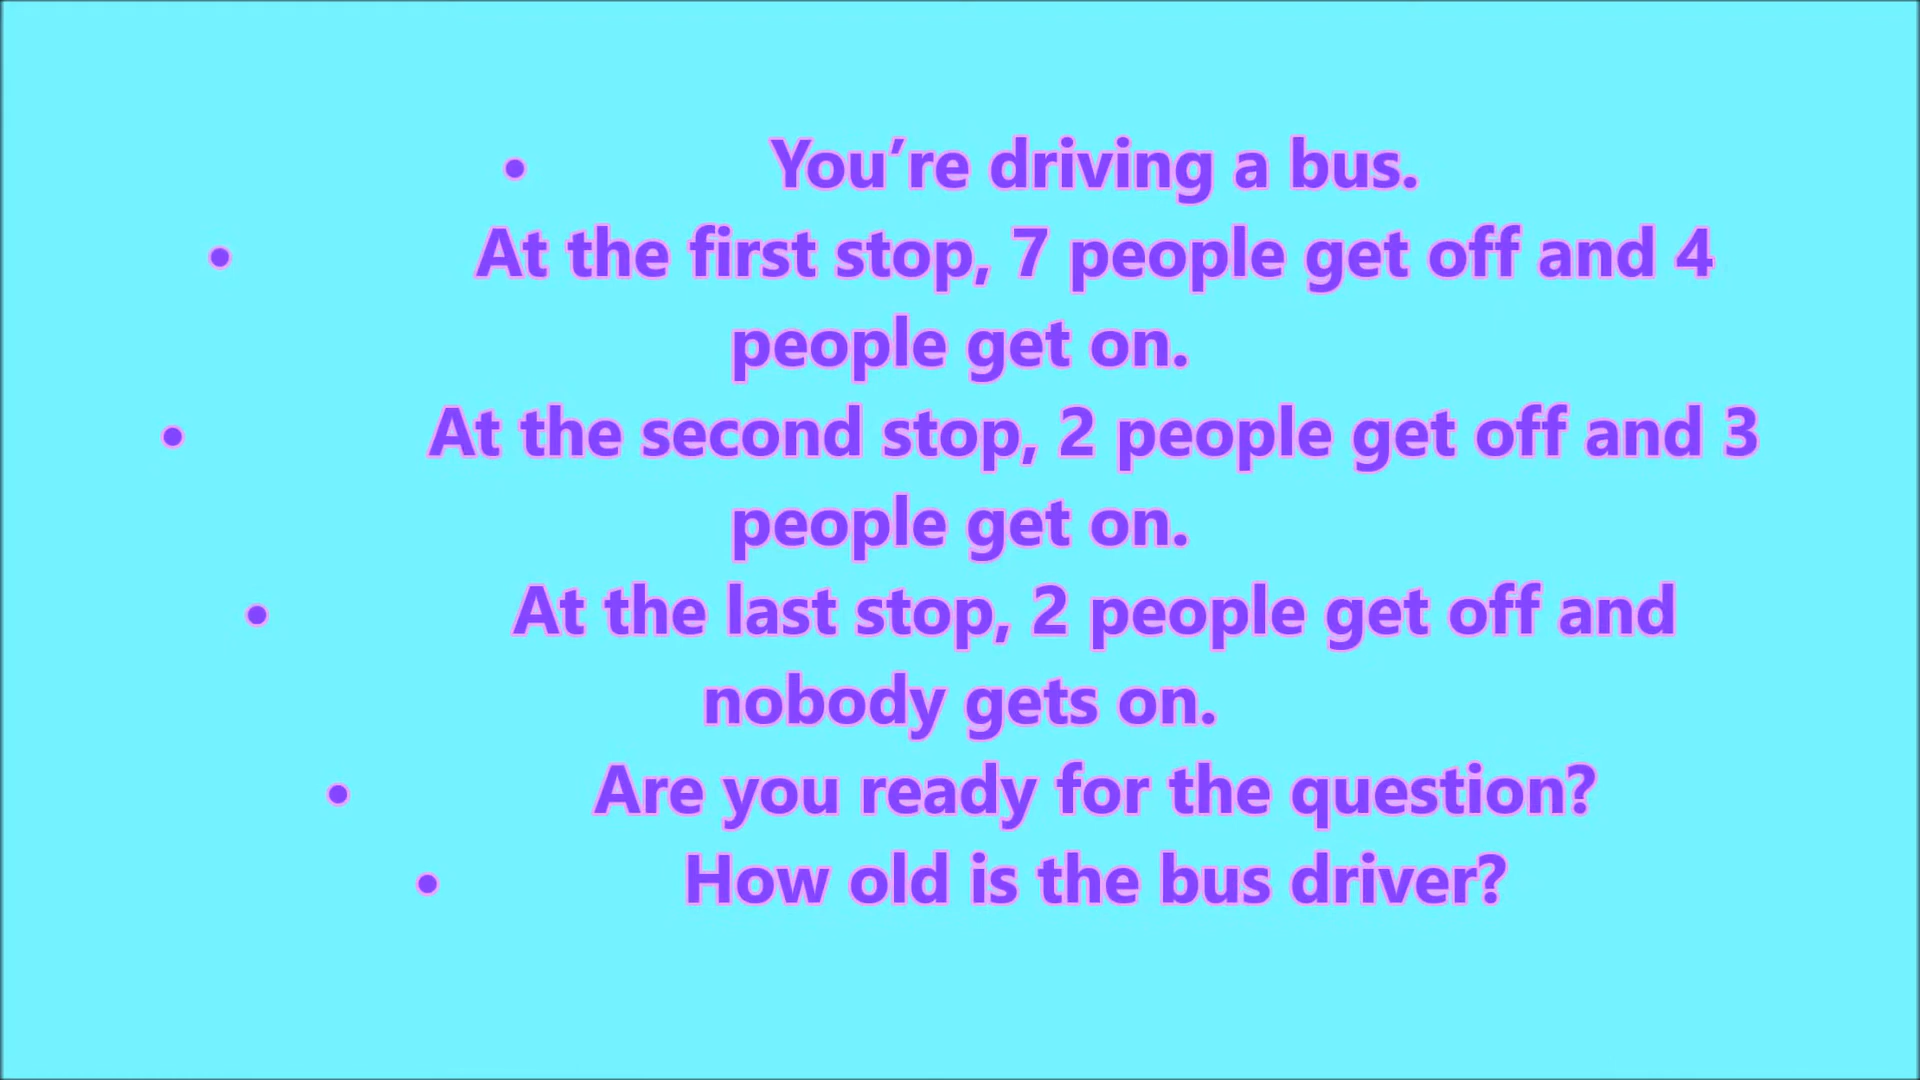 • You’re driving a bus.
• At the first stop, 7 people get off and 4
people get on.
• At the second stop, 2 people get off and 3
people get on.
• At the last stop, 2 people get off and
nobody gets on.
• Are you ready for the question?
• How old is the bus driver?